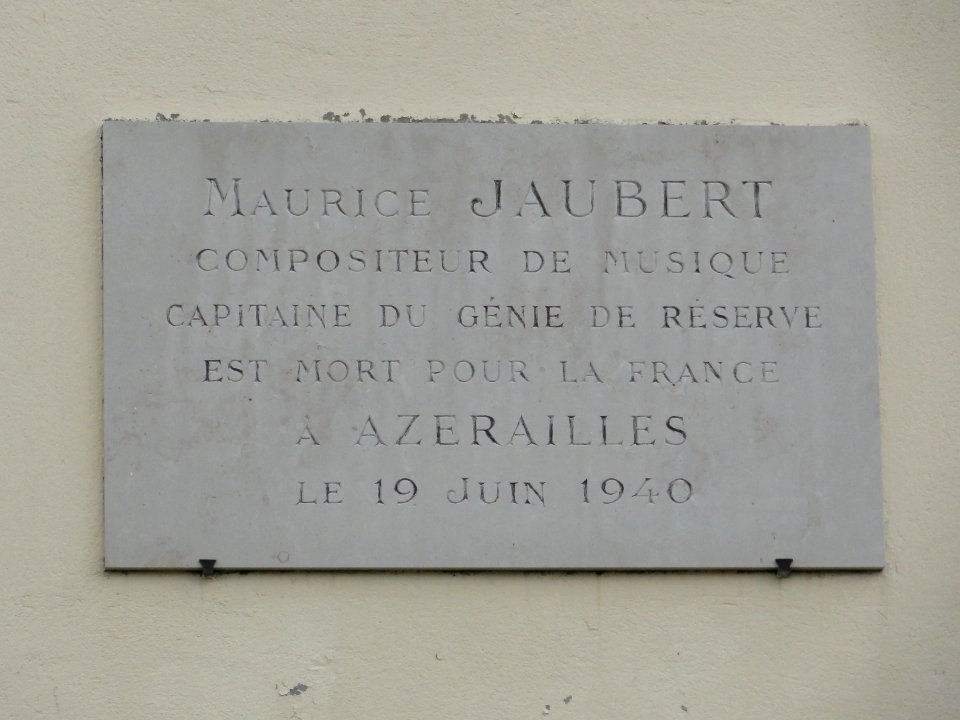 MAURICE JAUBERT
COMPOSITEUR DE MUSIQUE
CAPITAINE DU GÉNIE DE RÉSERVE
EST MORT POUR LA FRANCE
À AZERAILLES
LE 19 JUIN 1940